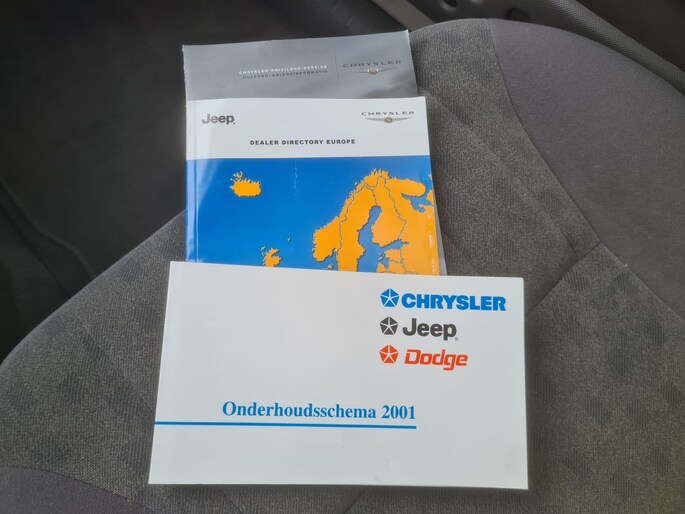 CHRYSLER PRIVILEGE SERVICE
CHRYSLER
Jeep®
CHRYSLER
DEALER DIRECTORY EUROPE
CHRYSLER
Jeep®
Dodge
Onderhoudsschema 2001